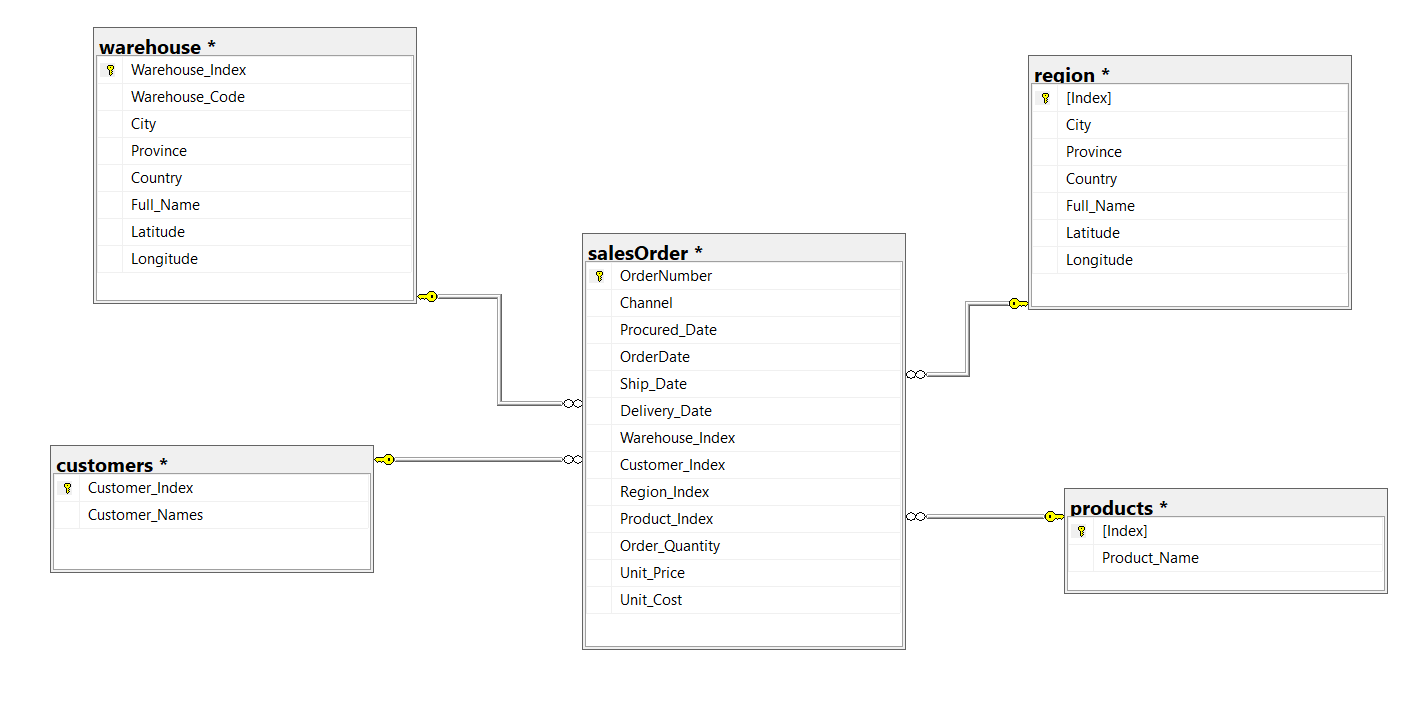 warehouse *
Warehouse_Index
Warehouse_Code
City
Province
Country
Full_Name
Latitude
Longitude
region *
[Index]
City
Province
Country
Full_Name
Latitude
Longitude
salesOrder *
OrderNumber
Channel
Procured_Date
OrderDate
Ship_Date
Delivery_Date
Warehouse_Index
Customer_Index
Region_Index
Product_Index
Order_Quantity
Unit_Price
Unit_Cost
customers *
Customer_Index
Customer_Names
products *
[Index]
Product_Name